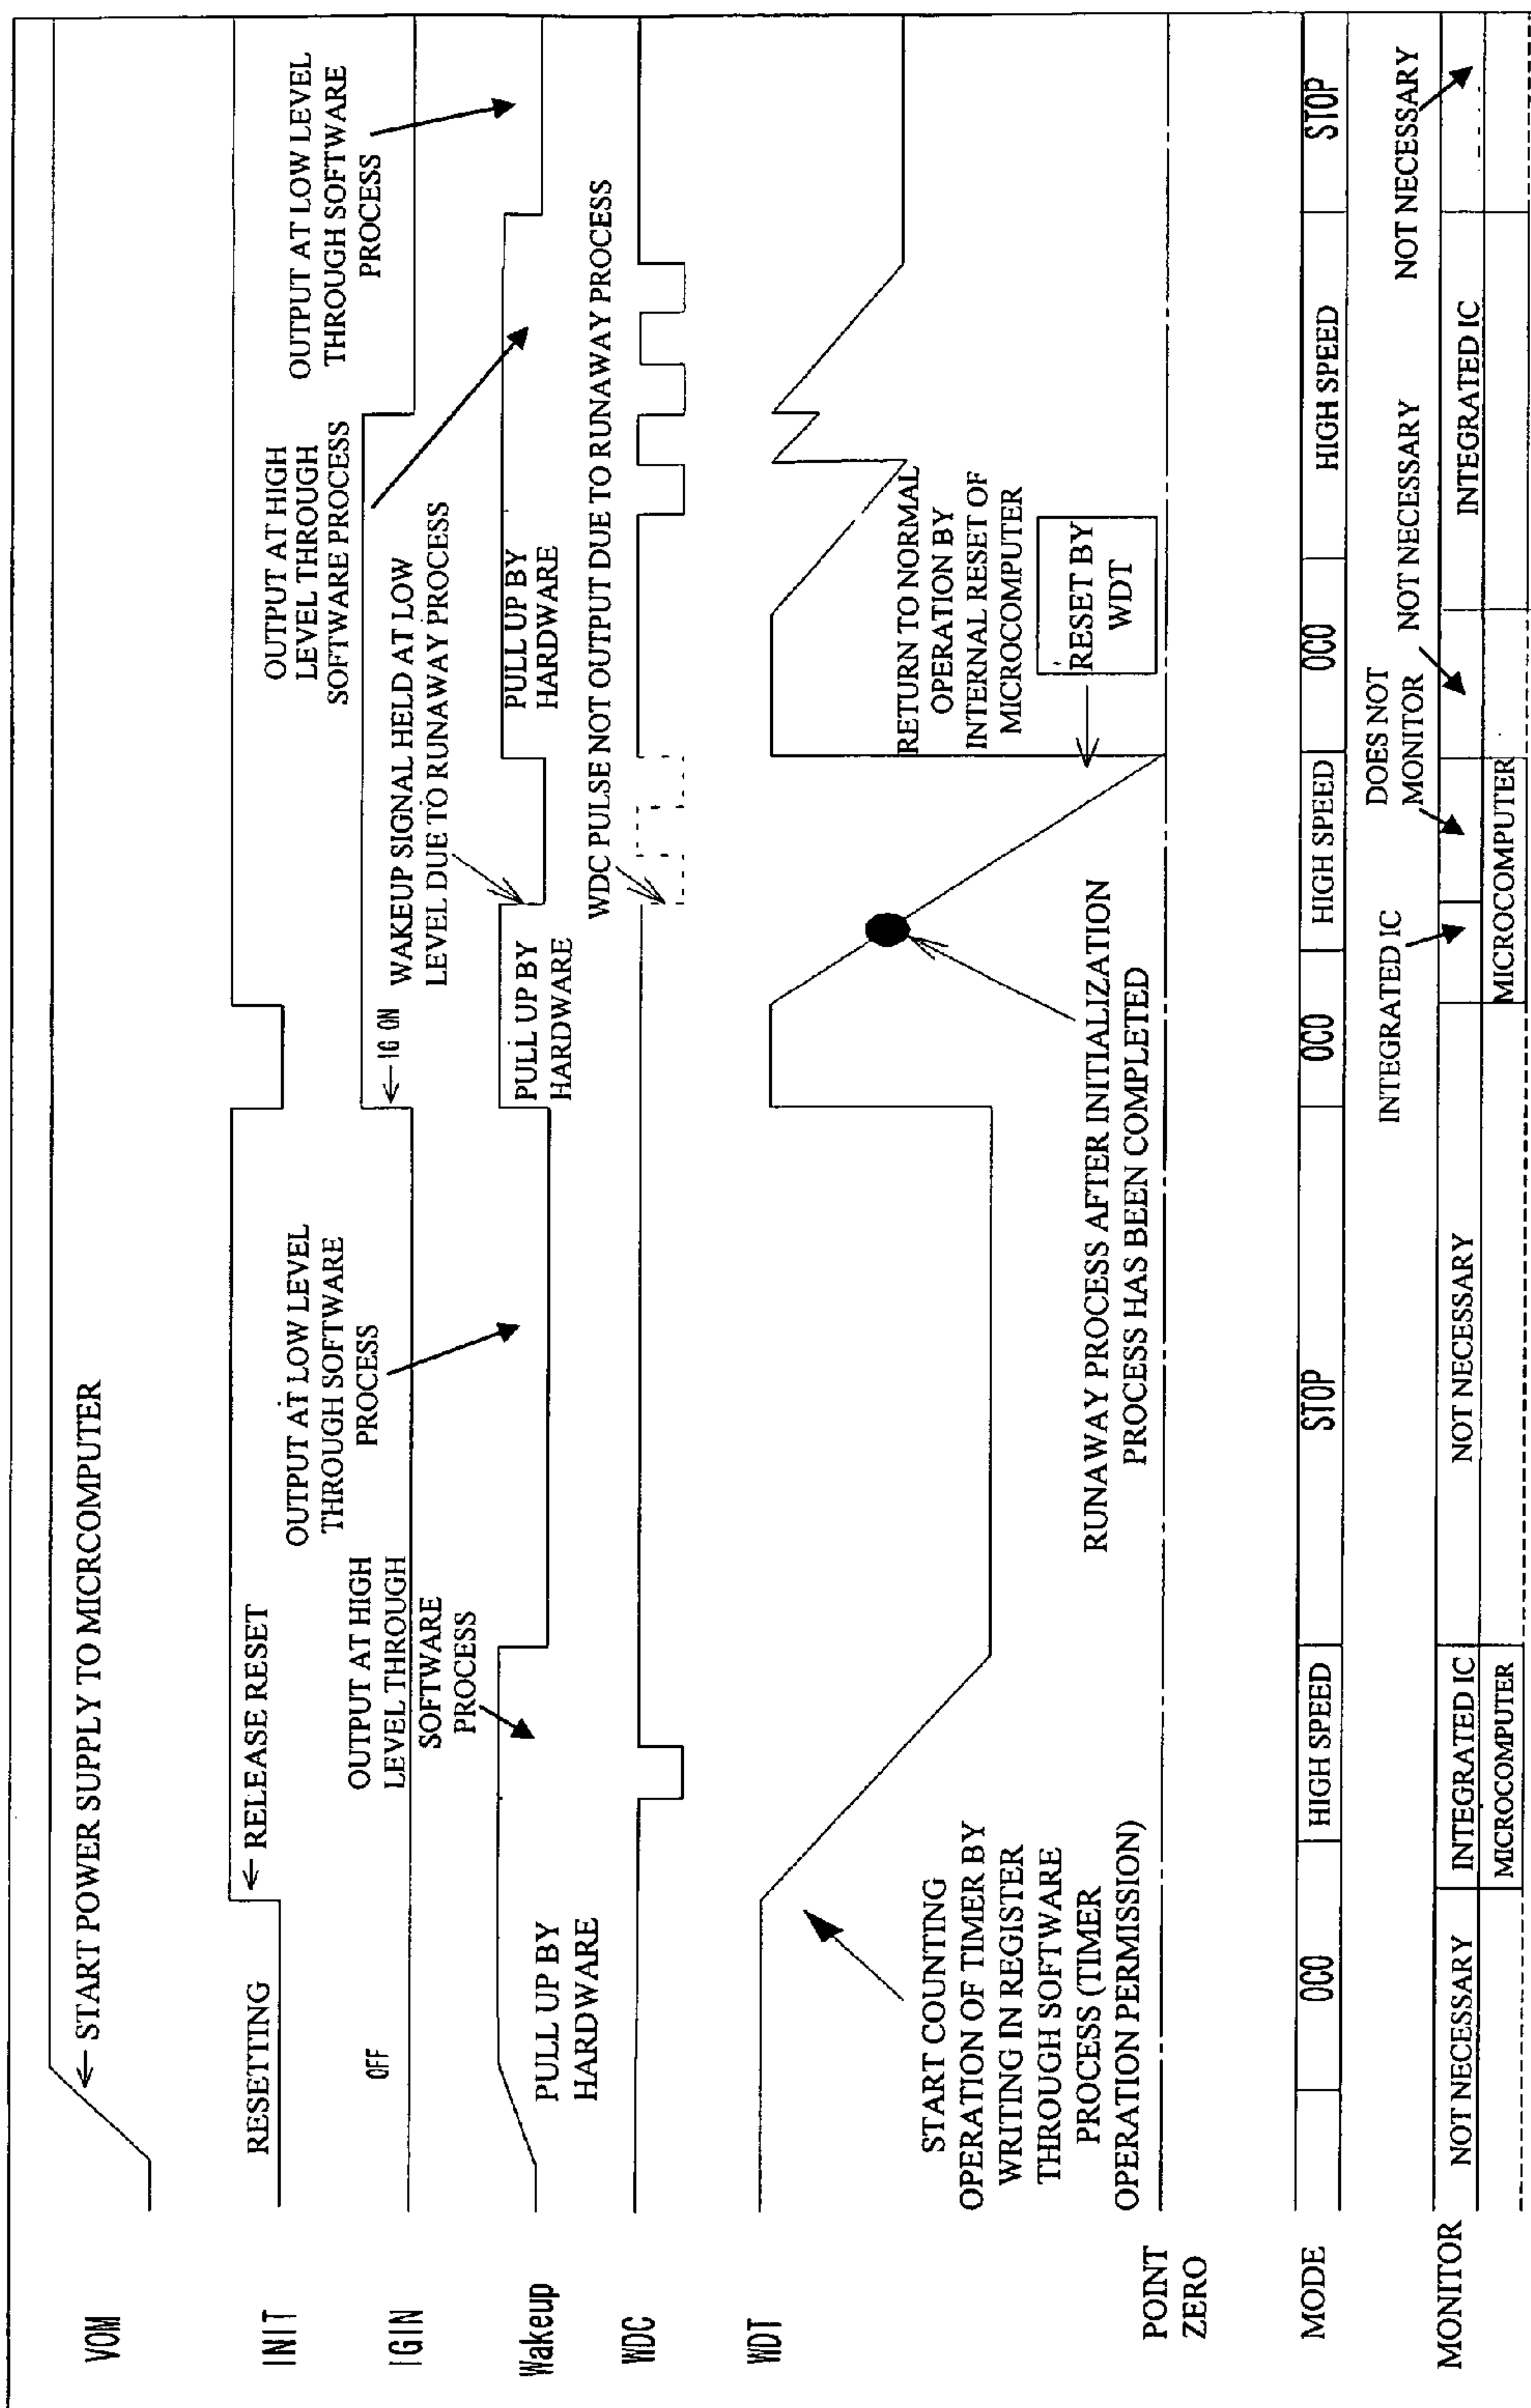 VOM
← START POWER SUPPLY TO MICRCOMPUTER
INIT
RESETTING
← RELEASE RESET
IGIN
OFF
← IG ON
OUTPUT AT HIGH
LEVEL THROUGH
SOFTWARE
PROCESS
OUTPUT AT LOW LEVEL
THROUGH SOFTWARE
PROCESS
WAKEUP SIGNAL HELD AT LOW
LEVEL DUE TO RUNAWAY PROCESS
OUTPUT AT HIGH
LEVEL THROUGH
SOFTWARE PROCESS
OUTPUT AT LOW LEVEL
THROUGH SOFTWARE
PROCESS
Wakeup
PULL UP BY
HARDWARE
PULL UP BY
HARDWARE
PULL UP BY
HARDWARE
WDC
WDC PULSE NOT OUTPUT DUE TO RUNAWAY PROCESS
WDT
START COUNTING
OPERATION OF TIMER BY
WRITING IN REGISTER
THROUGH SOFTWARE
PROCESS (TIMER
OPERATION PERMISSION)
RUNAWAY PROCESS AFTER INITIALIZATION
PROCESS HAS BEEN COMPLETED
RETURN TO NORMAL
OPERATION BY
INTERNAL RESET OF
MICROCOMPUTER
RESET BY
WDT
POINT
ZERO
MODE
OCO
HIGH SPEED
STOP
OCO
HIGH SPEED
OCO
HIGH SPEED
STOP
INTEGRATED IC
DOES NOT
MONITOR
NOT NECESSARY
NOT NECESSARY
MONITOR
NOT NECESSARY
INTEGRATED IC
MICROCOMPUTER
NOT NECESSARY
MICROCOMPUTER
INTEGRATED IC